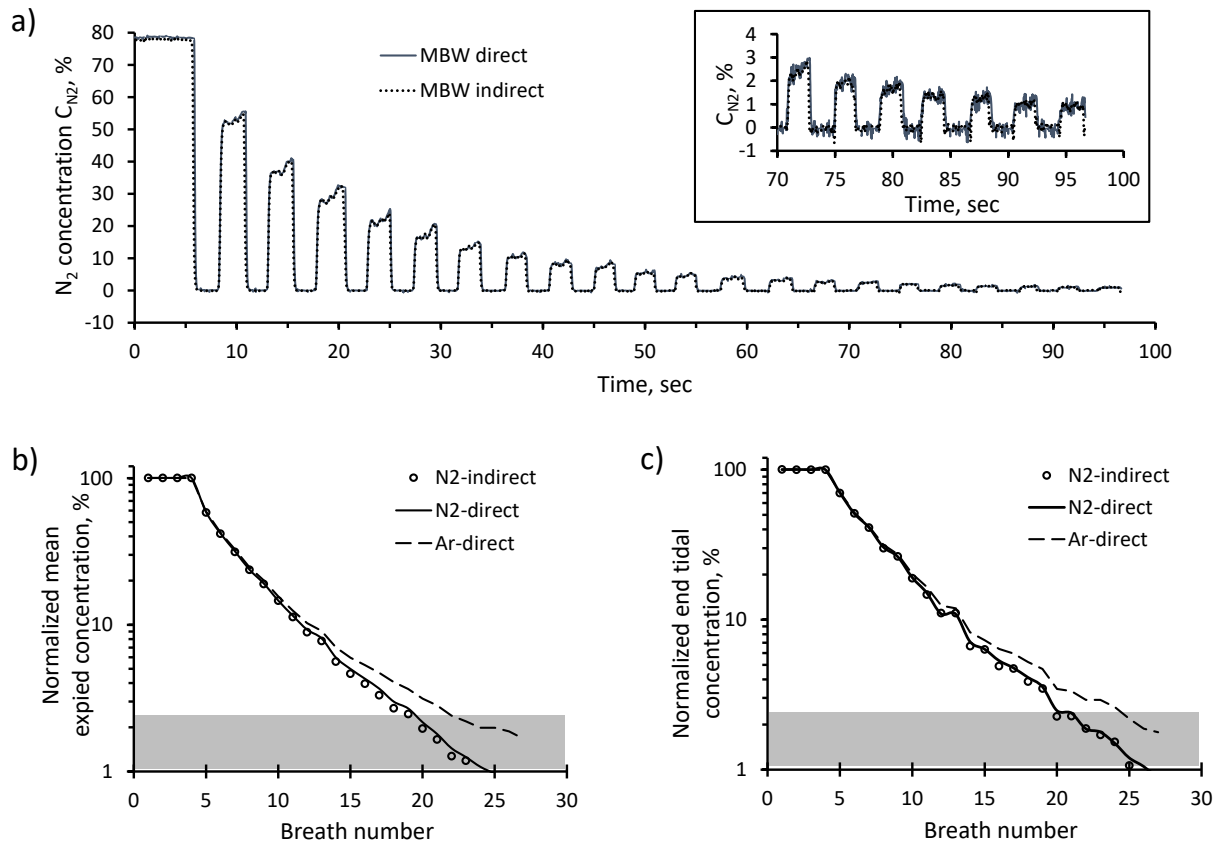 a)
80
70
60
50
40
30
20
10
0
-10
N2 concentration CN2, %
MBW direct
MBW indirect
0 10 20 30 40 50 60 70 80 90 100
Time, sec
4
3
2
1
0
-1
CN2, %
70 75 80 85 90 95 100
Time, sec
b)
100
10
1
Normalized mean
expied concentration, %
N2-indirect
N2-direct
Ar-direct
0 5 10 15 20 25 30
Breath number
c)
100
10
1
Normalized end tidal
concentration, %
N2-indirect
N2-direct
Ar-direct
0 5 10 15 20 25 30
Breath number